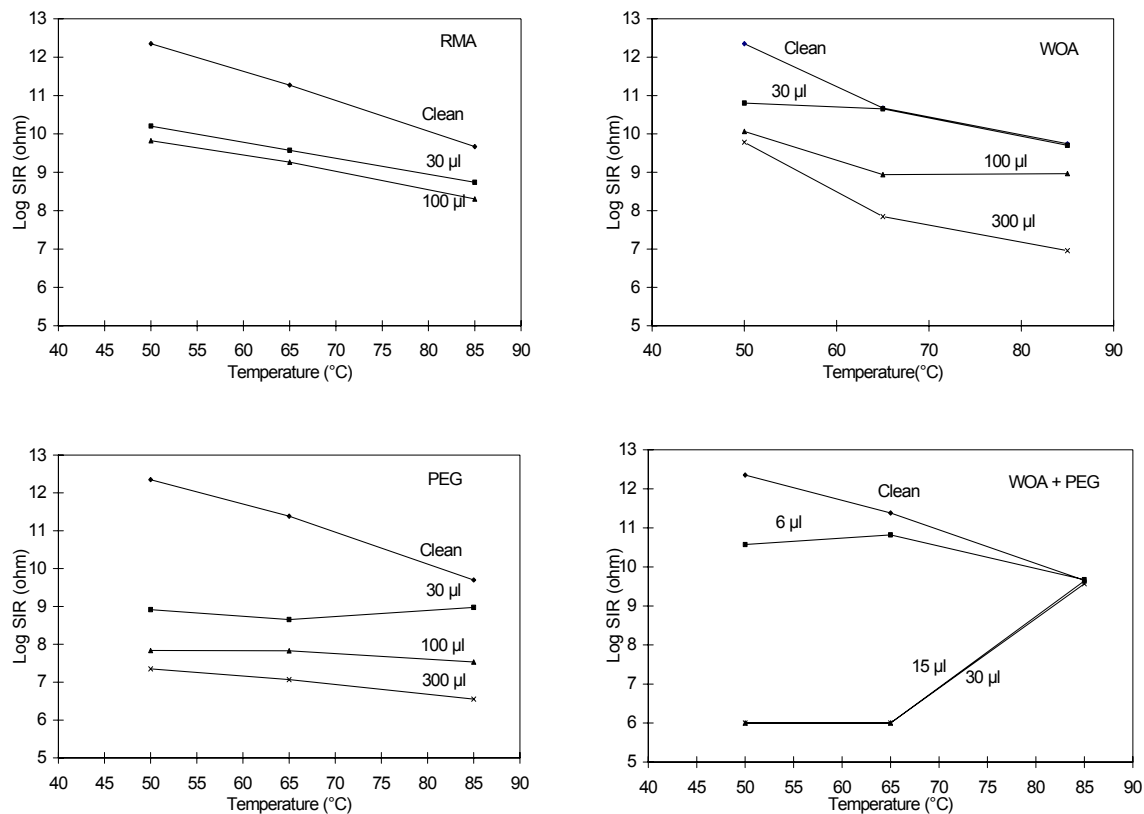 RMA
Log SIR (ohm)
13
12
11
10
9
8
7
6
5
Clean
30 µl
100 µl
40 45 50 55 60 65 70 75 80 85 90
Temperature (°C)
WOA
Log SIR (ohm)
13
12
11
10
9
8
7
6
5
Clean
30 µl
100 µl
300 µl
40 50 60 70 80 90
Temperature(°C)
PEG
Log SIR (ohm)
13
12
11
10
9
8
7
6
5
Clean
30 µl
100 µl
300 µl
40 45 50 55 60 65 70 75 80 85 90
Temperature (°C)
WOA + PEG
Log SIR (ohm)
13
12
11
10
9
8
7
6
5
Clean
6 µl
15 µl
30 µl
40 45 50 55 60 65 70 75 80 85 90
Temperature (°C)